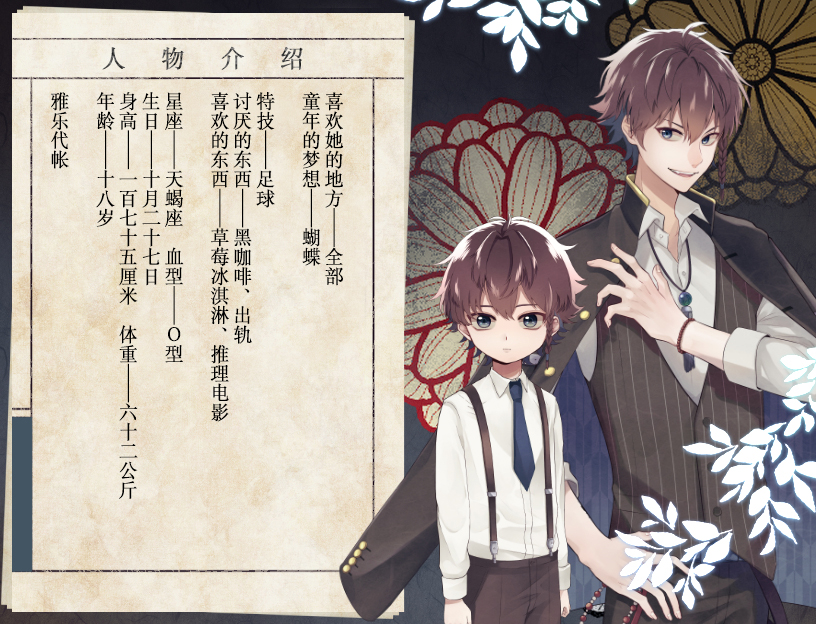 人物介绍
雅乐代帐
年龄——十八岁
身高——一百七十五厘米 体重——六十二公斤
生日——十月二十七日
星座——天蝎座 血型——O型
喜欢的东西——草莓冰淇淋、推理电影
讨厌的东西——黑咖啡、出轨
特技——足球
童年的梦想——蝴蝶
喜欢她的地方——全部